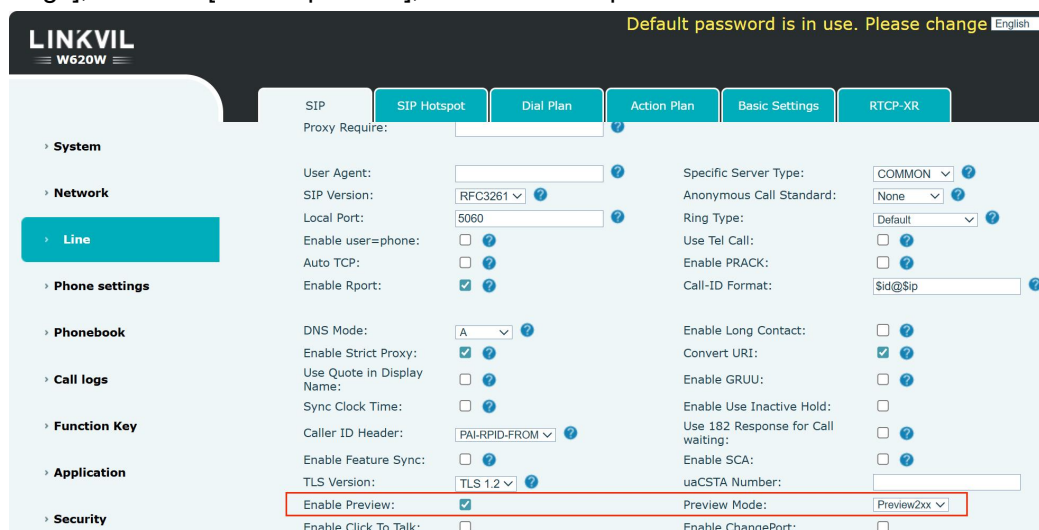 Default password is in use. Please change English
LINKVIL
W620W
SIP
SIP Hotspot
Dial Plan
Action Plan
Basic Settings
RTCP-XR
› System
› Network
› Line
› Phone settings
› Phonebook
› Call logs
› Function Key
› Application
› Security
Proxy Require:
User Agent: Specific Server Type: COMMON
SIP Version: RFC3261 Anonymous Call Standard: None
Local Port: 5060 Ring Type: Default
Enable user=phone: Use Tel Call:
Auto TCP: Enable PRACK:
Enable Rport: Call-ID Format: $id@$ip
DNS Mode: A Enable Long Contact:
Enable Strict Proxy: Convert URI:
Use Quote in Display
Name:
Enable GRUU:
Sync Clock Time: Enable Use Inactive Hold:
Caller ID Header: PAI-RPID-FROM
Use 182 Response for Call
waiting:
Enable Feature Sync: Enable SCA:
TLS Version: TLS 1.2 uaCSTA Number:
Enable Preview: Preview Mode: Preview2xx
Enable Click To Talk: Enable ChangePort: